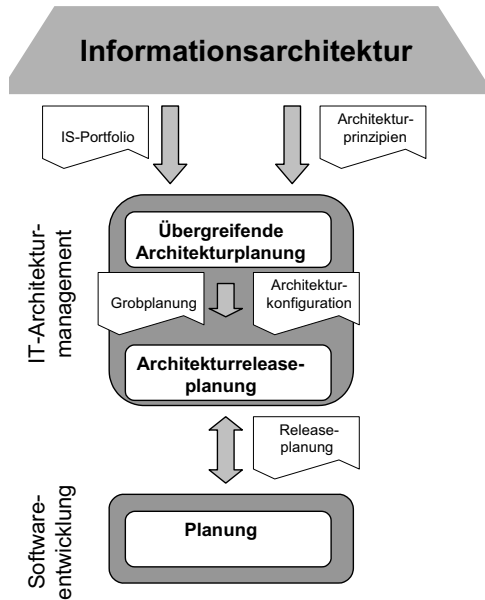 Informationsarchitektur
IS-Portfolio
Architektur-
prinzipien
IT-Architektur-
management
Übergreifende
Architekturplanung
Grobplanung
Architektur-
konfiguration
Architekturrelease-
planung
Release-
planung
Software-
entwicklung
Planung